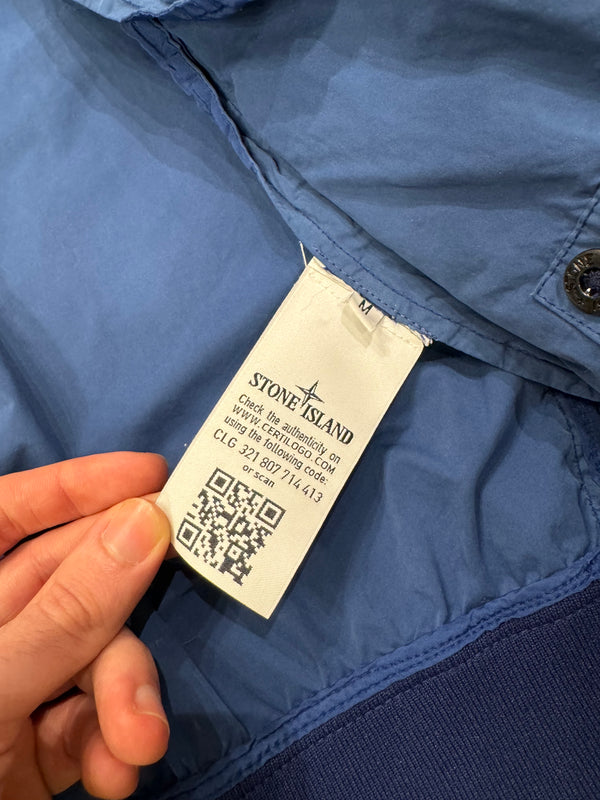 M
STONE ISLAND
Check the authenticity on
WWW.CERTILOGO.COM
using the following code:
CLG 321 807 714 413
or scan